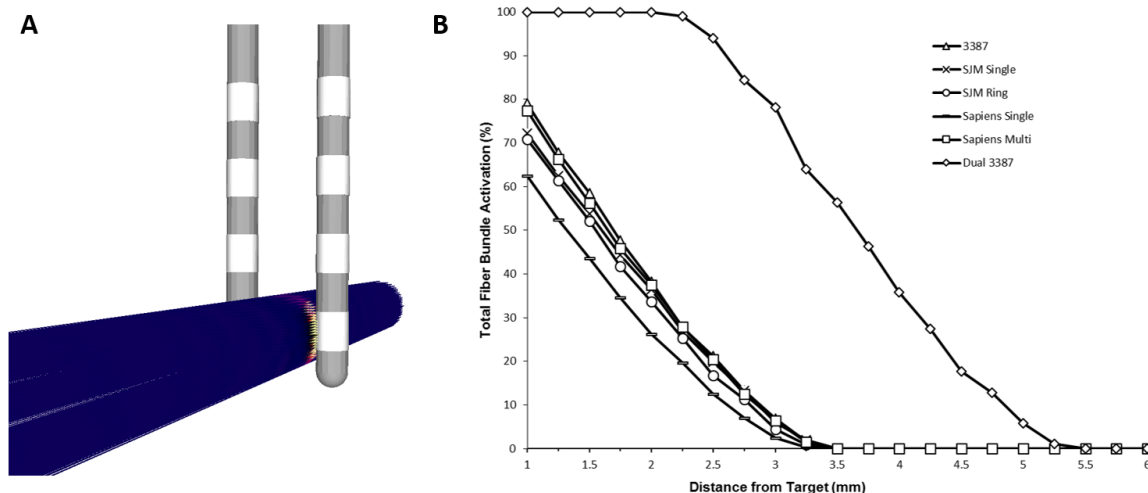 A
B
100
90
80
70
60
50
40
30
20
10
0
Total Fiber Bundle Activation (%)
1
1.5
2
2.5
3
3.5
4
4.5
5
5.5
6
Distance from Target (mm)
3387
SJM Single
SJM Ring
Sapiens Single
Sapiens Multi
Dual 3387